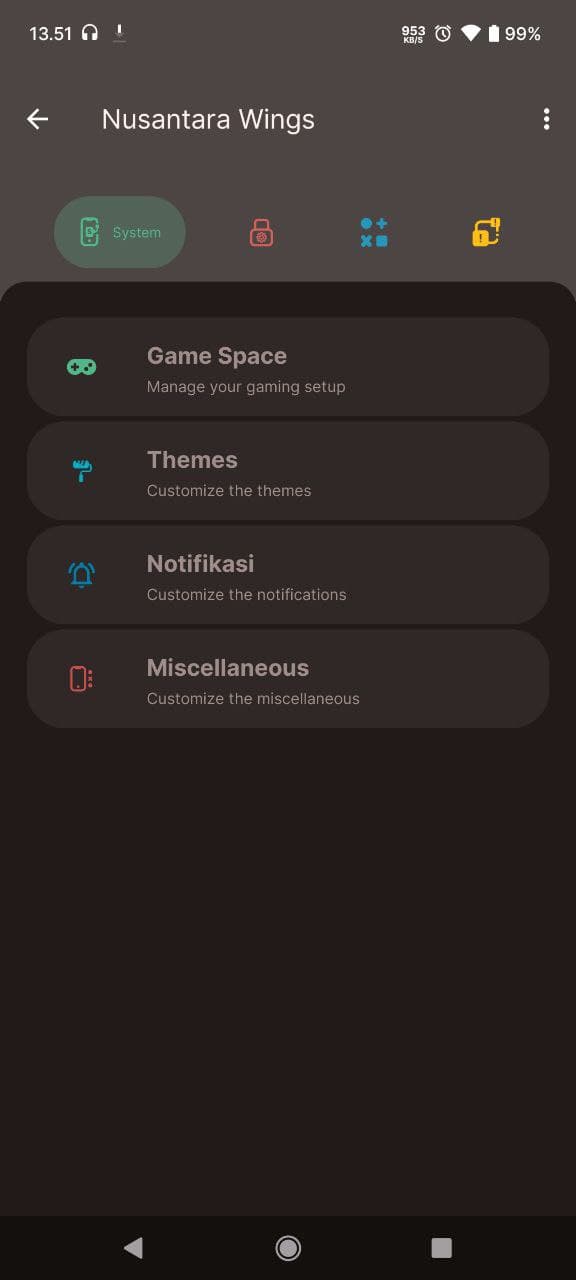 13.51 953 KB/S 99%
Nusantara Wings
System
Game Space
Manage your gaming setup
Themes
Customize the themes
Notifikasi
Customize the notifications
Miscellaneous
Customize the miscellaneous